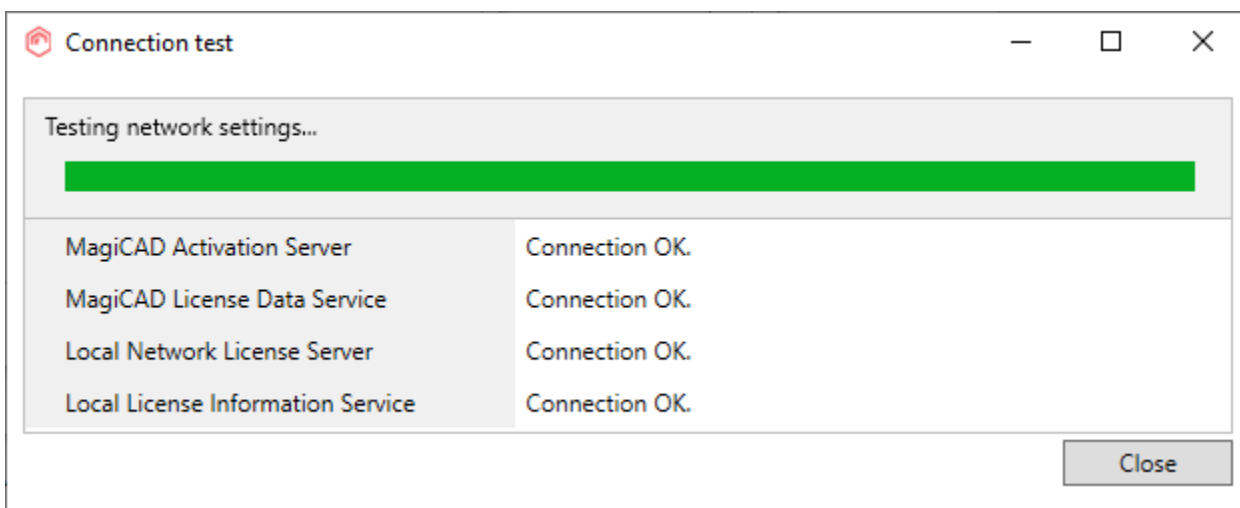 Connection test
Testing network settings...
MagiCAD Activation Server Connection OK.
MagiCAD License Data Service Connection OK.
Local Network License Server Connection OK.
Local License Information Service Connection OK.
Close